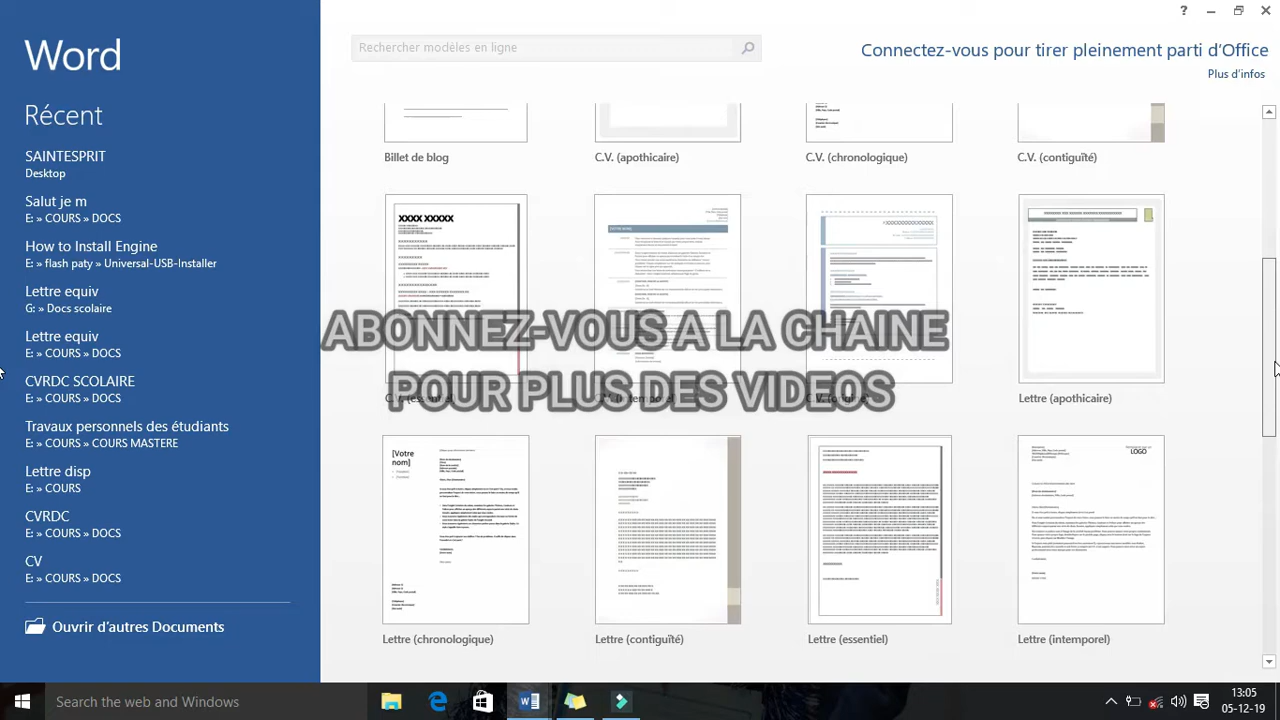 Word
Rechercher modèles en ligne
Connectez-vous pour tirer pleinement parti d'Office
Plus d'infos
Récent
SAINTESPRIT
Desktop
Salut je m
E: » COURS » DOCS
How to Install Engine
E: » flash paty » Universal-USB-Installer
Lettre equiv
G: » Docs scolaire
Lettre equiv
E: » COURS » DOCS
CVRDC SCOLAIRE
E: » COURS » DOCS
Travaux personnels des étudiants
E: » COURS » COURS MASTERE
Lettre disp
E: » COURS
CVRDC
E: » COURS » DOCS
CV
E: » COURS » DOCS
Ouvrir d'autres Documents
Billet de blog
C.V. (apothicaire)
C.V. (chronologique)
C.V. (contiguïté)
XXXX XXXXX
ABONNEZ-VOUS A LA CHAINE
POUR PLUS DES VIDEOS
C.V. (essentiel)
C.V. (intemporel)
C.V. (origine)
Lettre (apothicaire)
[Votre
nom]
LOGO
Lettre (chronologique)
Lettre (contiguïté)
Lettre (essentiel)
Lettre (intemporel)
Search the web and Windows
13:05
05-12-19